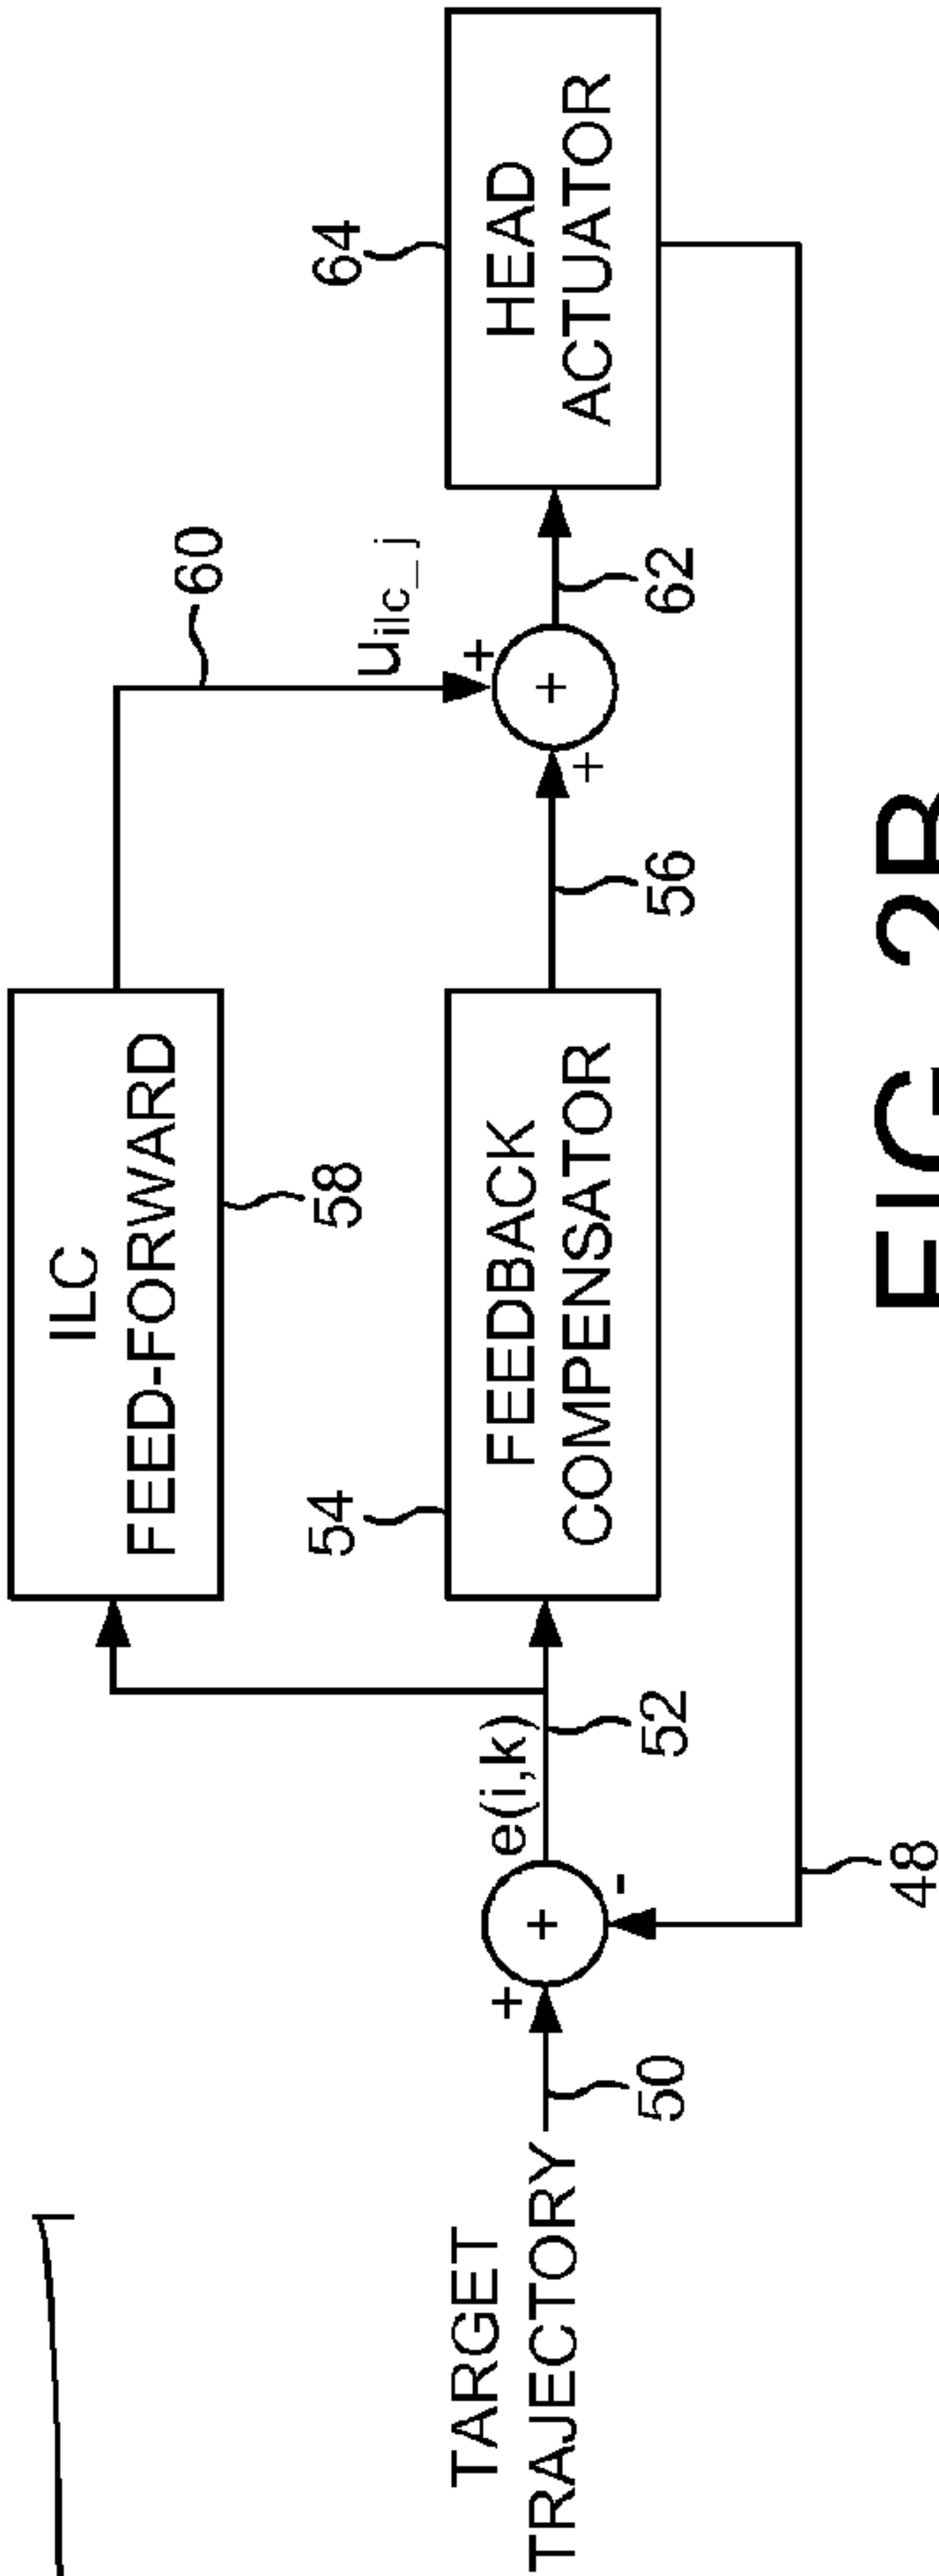 ILC
FEED-FORWARD
58
60
u_ilc_j
+
TARGET
TRAJECTORY
50
+
+
-
e(i,k)
52
54
FEEDBACK
COMPENSATOR
56
+
+
62
64
HEAD
ACTUATOR
48
FIG. 2B